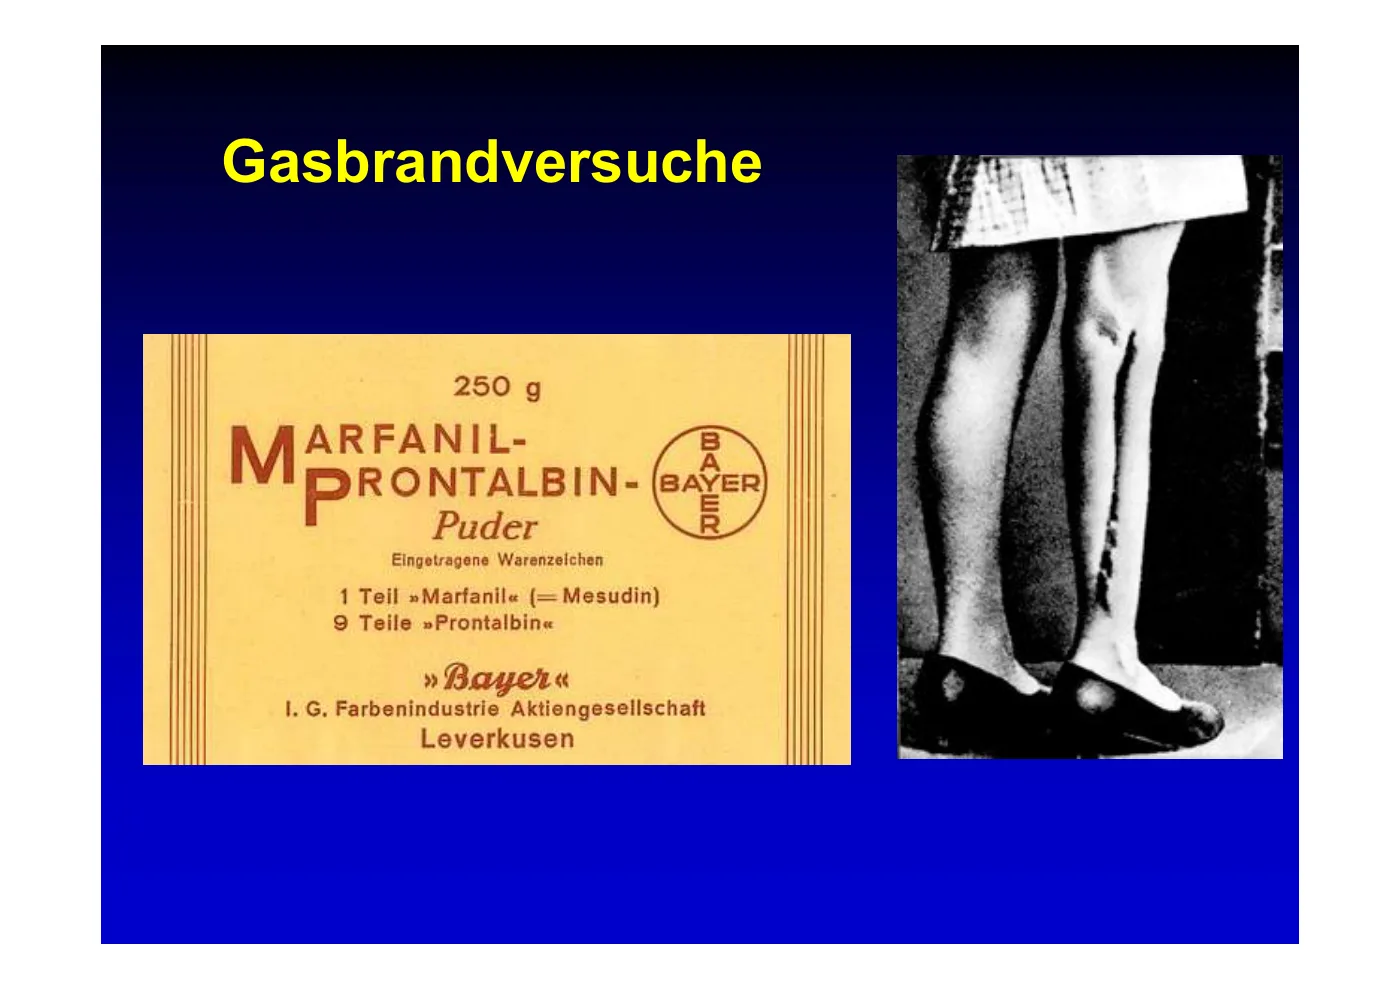 Gasbrandversuche
250 g
MARFANIL-
PRONTALBIN-
Puder
BAYER
BAYER
Eingetragene Warenzeichen
1 Teil »Marfanil« (=Mesudin)
9 Teile »Prontalbin«
»Bayer«
I. G. Farbenindustrie Aktiengesellschaft
Leverkusen